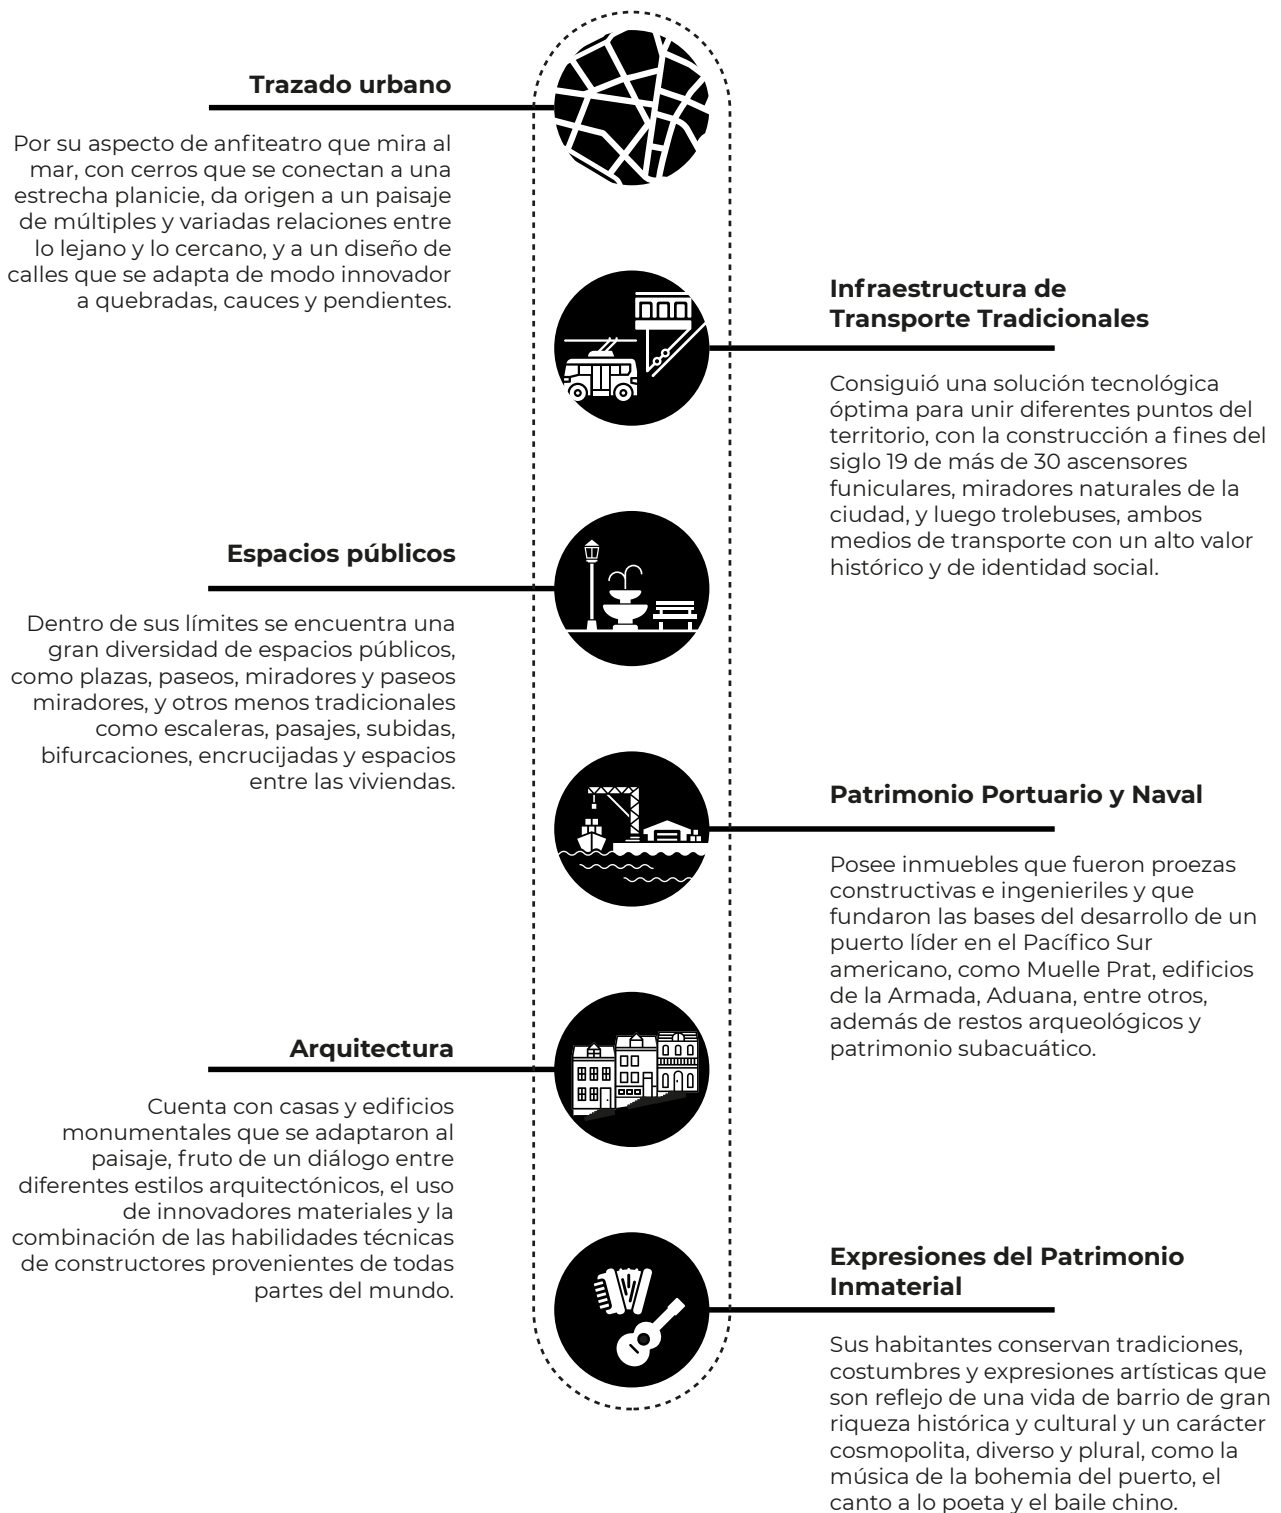 Trazado urbano
Por su aspecto de anfiteatro que mira al
mar, con cerros que se conectan a una
estrecha planicie, da origen a un paisaje
de múltiples y variadas relaciones entre
lo lejano y lo cercano, y a un diseño de
calles que se adapta de modo innovador
a quebradas, cauces y pendientes.
Infraestructura de
Transporte Tradicionales
Consiguió una solución tecnológica
óptima para unir diferentes puntos del
territorio, con la construcción a fines del
siglo 19 de más de 30 ascensores
funiculares, miradores naturales de la
ciudad, y luego trolebuses, ambos
medios de transporte con un alto valor
histórico y de identidad social.
Espacios públicos
Dentro de sus límites se encuentra una
gran diversidad de espacios públicos,
como plazas, paseos, miradores y paseos
miradores, y otros menos tradicionales
como escaleras, pasajes, subidas,
bifurcaciones, encrucijadas y espacios
entre las viviendas.
Patrimonio Portuario y Naval
Posee inmuebles que fueron proezas
constructivas e ingenieriles y que
fundaron las bases del desarrollo de un
puerto líder en el Pacífico Sur
americano, como Muelle Prat, edificios
de la Armada, Aduana, entre otros,
además de restos arqueológicos y
patrimonio subacuático.
Arquitectura
Cuenta con casas y edificios
monumentales que se adaptaron al
paisaje, fruto de un diálogo entre
diferentes estilos arquitectónicos, el uso
de innovadores materiales y la
combinación de las habilidades técnicas
de constructores provenientes de todas
partes del mundo.
Expresiones del Patrimonio
Inmaterial
Sus habitantes conservan tradiciones,
costumbres y expresiones artísticas que
son reflejo de una vida de barrio de gran
riqueza histórica y cultural y un carácter
cosmopolita, diverso y plural, como la
música de la bohemia del puerto, el
canto a lo poeta y el baile chino.